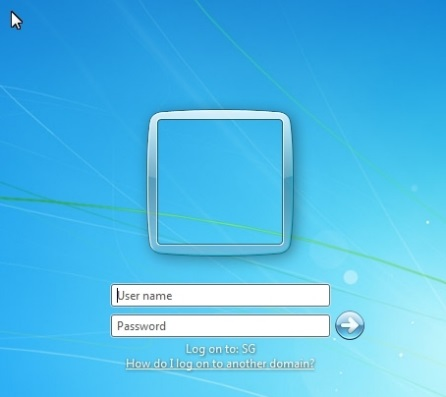 User name
Password
Log on to: SG
How do I log on to another domain?